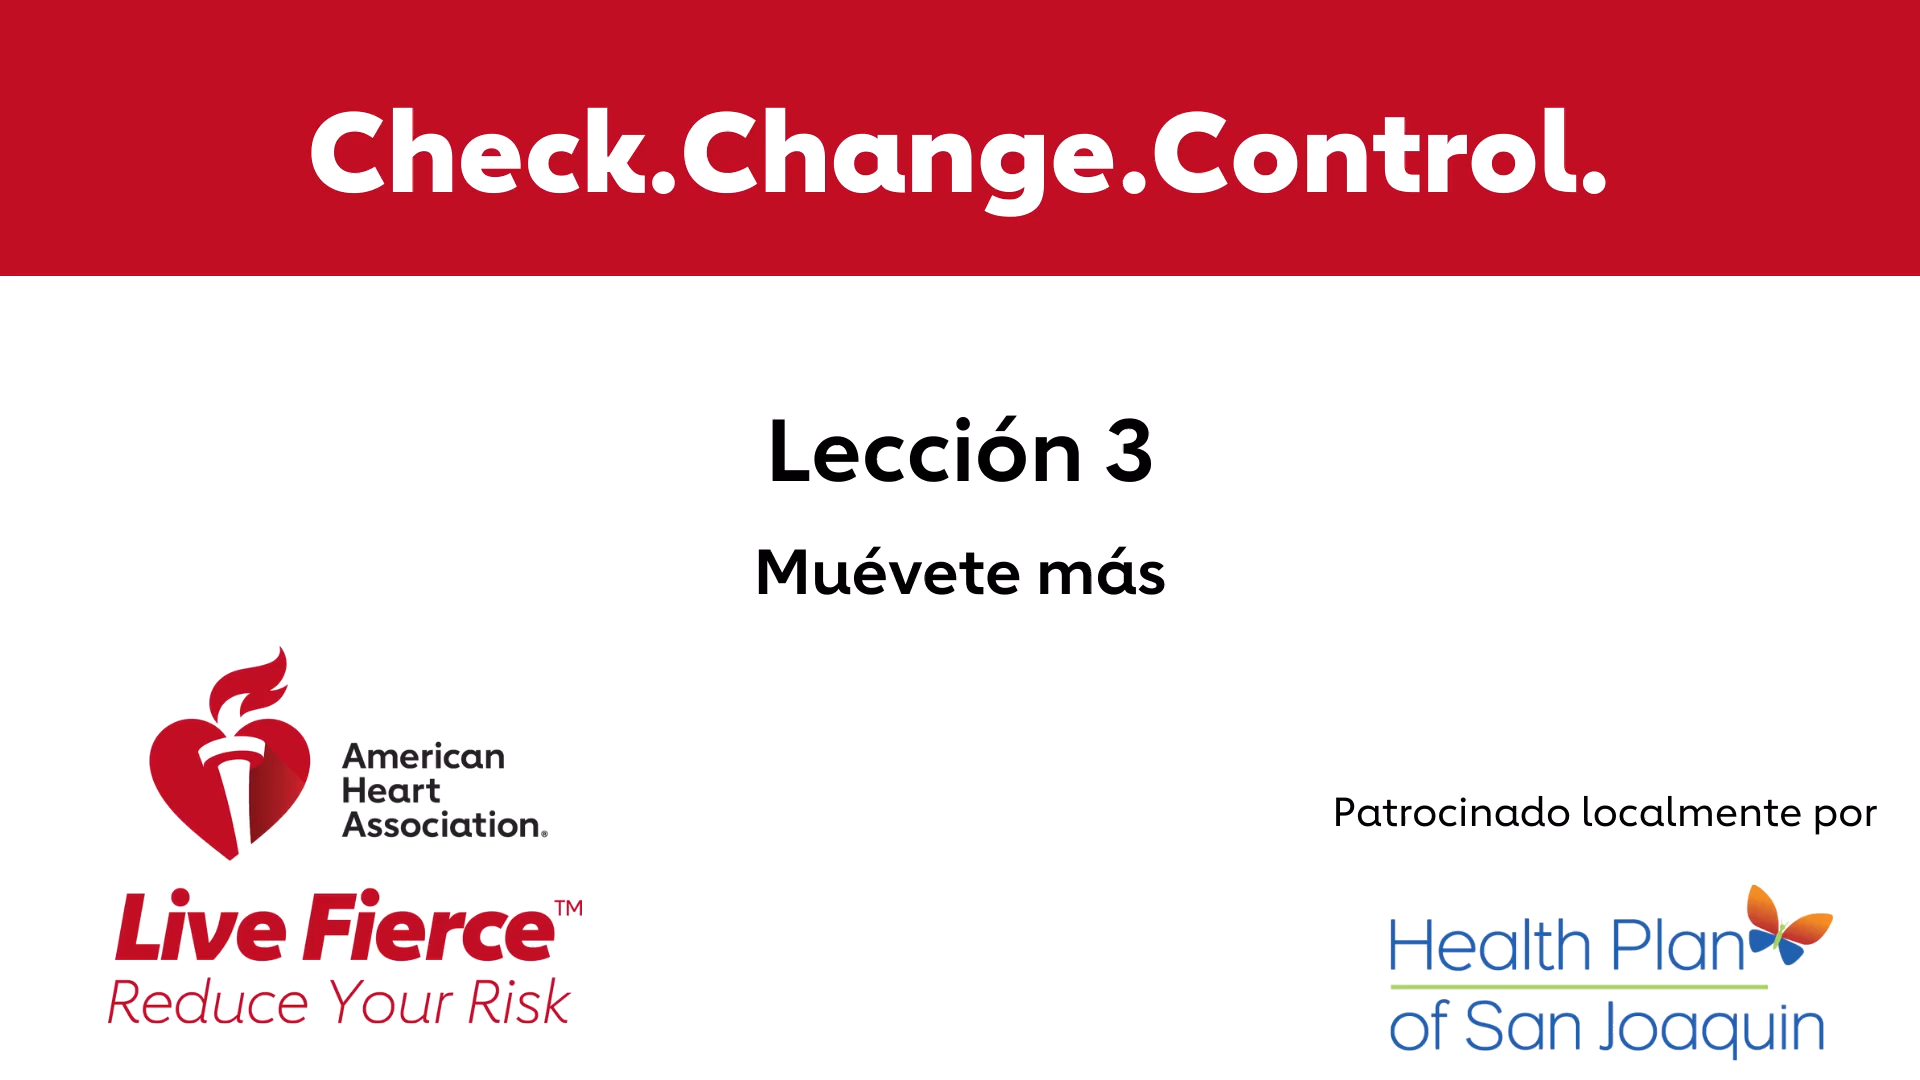 Check.Change.Control.
Lección 3
Muévete más
American
Heart
Association®
Live Fierce™
Reduce Your Risk
Patrocinado localmente por
Health Plan
of San Joaquin